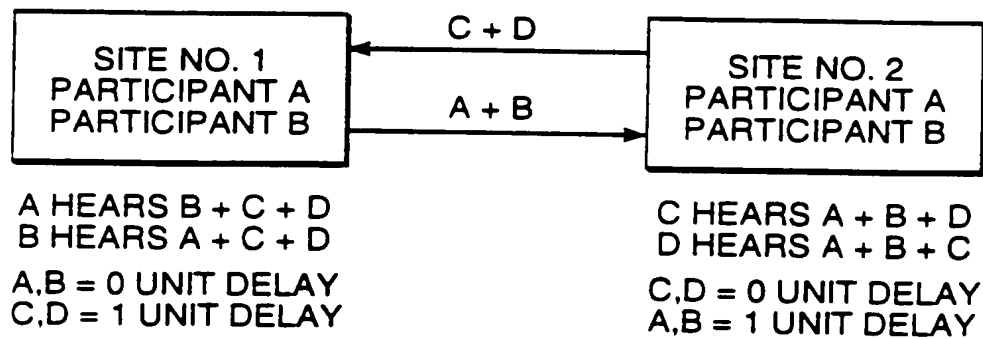 C + D
SITE NO. 1
PARTICIPANT A
PARTICIPANT B
A + B
SITE NO. 2
PARTICIPANT A
PARTICIPANT B
A HEARS B + C + D
B HEARS A + C + D
A,B = 0 UNIT DELAY
C,D = 1 UNIT DELAY
C HEARS A + B + D
D HEARS A + B + C
C,D = 0 UNIT DELAY
A,B = 1 UNIT DELAY